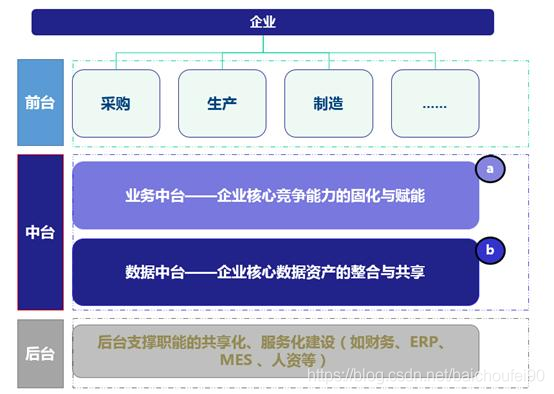 企业
前台
采购
生产
制造
……
中台
业务中台——企业核心竞争能力的固化与赋能
a
数据中台——企业核心数据资产的整合与共享
b
后台
后台支撑职能的共享化、服务化建设（如财务、ERP、
MES 、人资等）
https://blog.csdn.net/baichoufei90